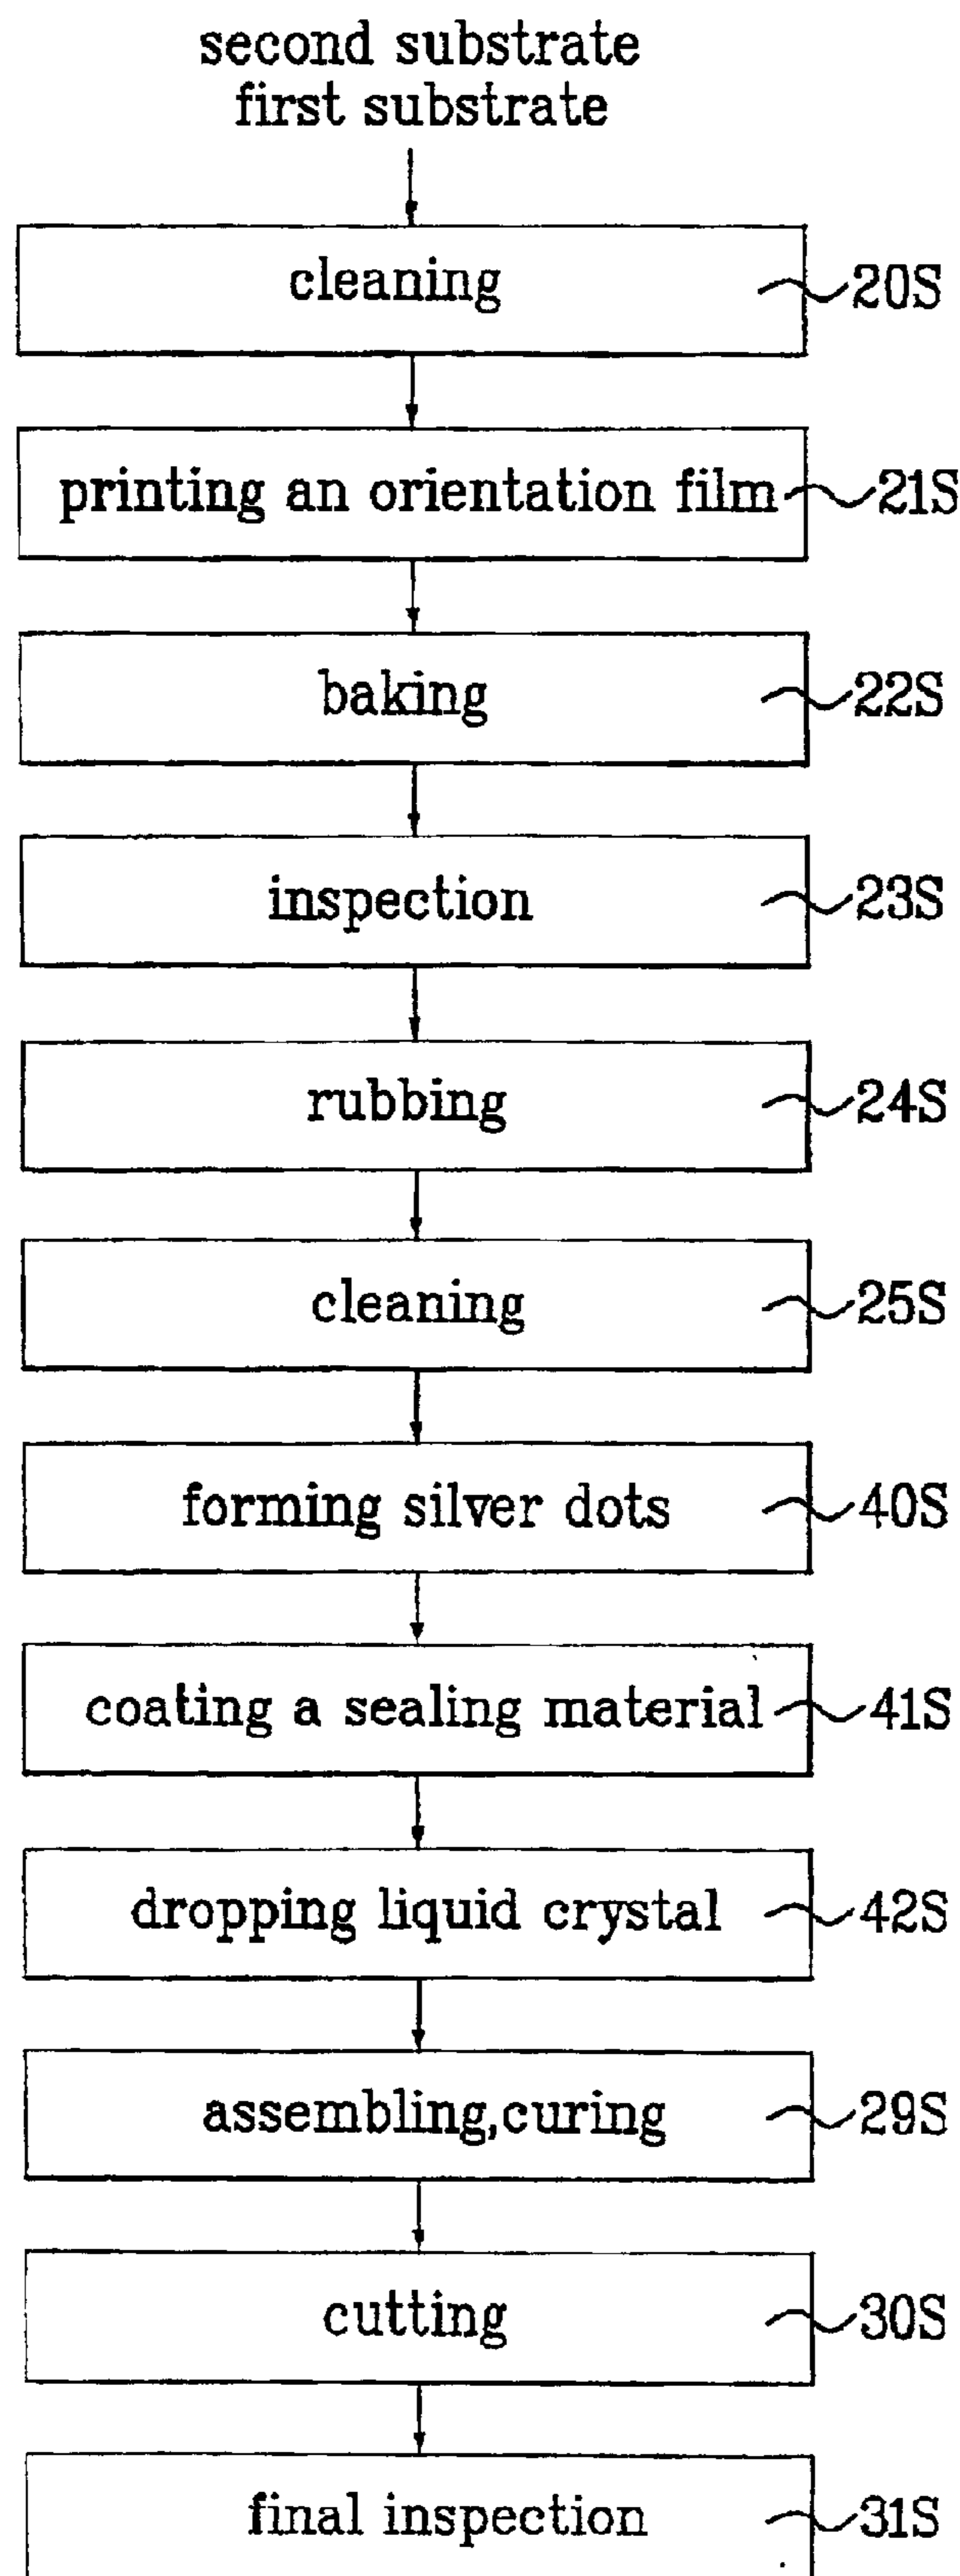 second substrate
first substrate
cleaning 20S
printing an orientation film 21S
baking 22S
inspection 23S
rubbing 24S
cleaning 25S
forming silver dots 40S
coating a sealing material 41S
dropping liquid crystal 42S
assembling,curing 29S
cutting 30S
final inspection 31S